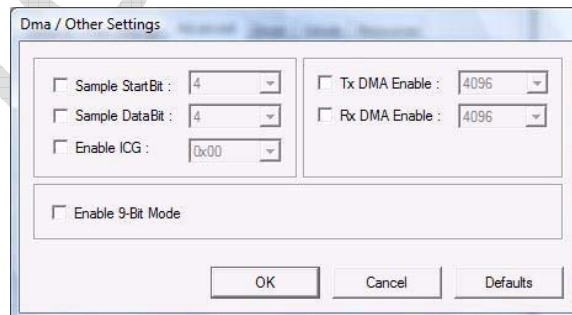 Dma / Other Settings
Sample StartBit : 4
Sample DataBit : 4
Enable ICG : 0x00
Tx DMA Enable : 4096
Rx DMA Enable : 4096
Enable 9-Bit Mode
OK Cancel Defaults